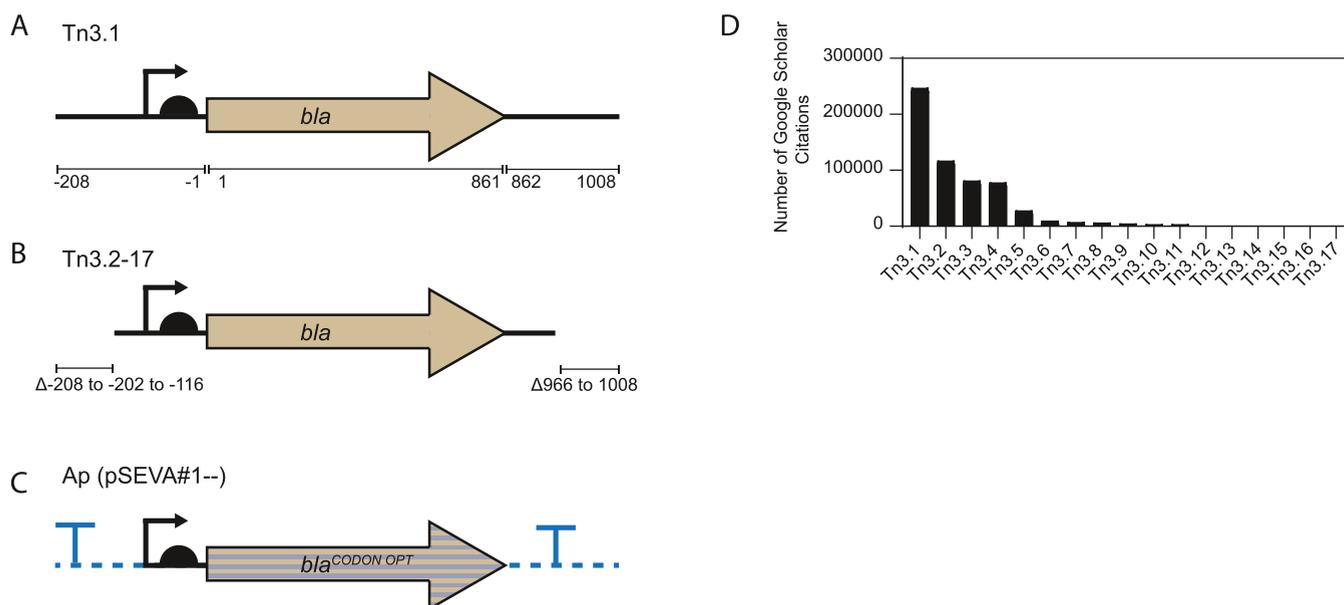 A
Tn3.1
bla
-208
-1
1
861
862
1008
B
Tn3.2-17
bla
Δ-208 to -202 to -116
Δ966 to 1008
C
Ap (pSEVA#1--)
T
T
blaCODON OPT
D
Number of Google Scholar
Citations
300000
200000
100000
0
Tn3.1
Tn3.2
Tn3.3
Tn3.4
Tn3.5
Tn3.6
Tn3.7
Tn3.8
Tn3.9
Tn3.10
Tn3.11
Tn3.12
Tn3.13
Tn3.14
Tn3.15
Tn3.16
Tn3.17